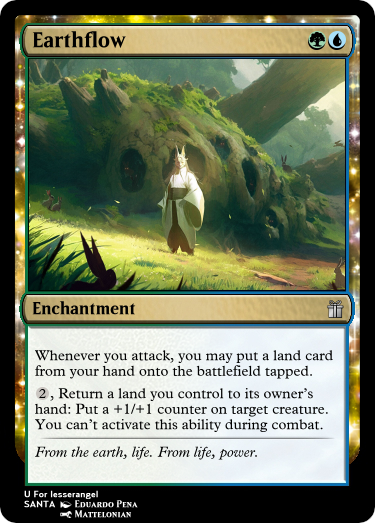 Earthflow
Enchantment
Whenever you attack, you may put a land card
from your hand onto the battlefield tapped.
2, Return a land you control to its owner's
hand: Put a +1/+1 counter on target creature.
You can't activate this ability during combat.
From the earth, life. From life, power.
U For lesserangel
SANTA Eduardo Pena
Mattelonian